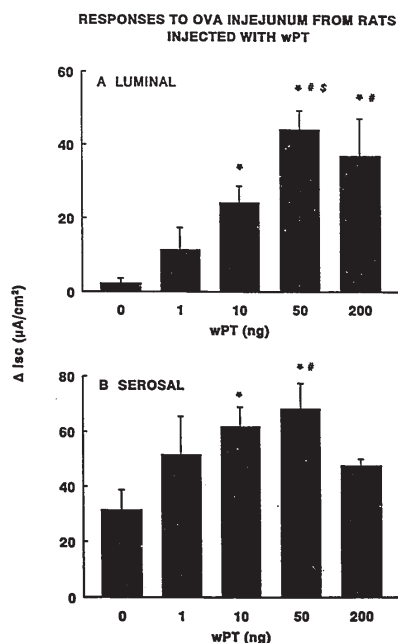 RESPONSES TO OVA INJEJUNUM FROM RATS
INJECTED WITH wPT
A LUMINAL
60
40
20
0
* # $
* #
*
0 1 10 50 200
wPT (ng)
Δ Isc (μA/cm²)
B SEROSAL
80
60
40
20
0
* #
*
0 1 10 50 200
wPT (ng)